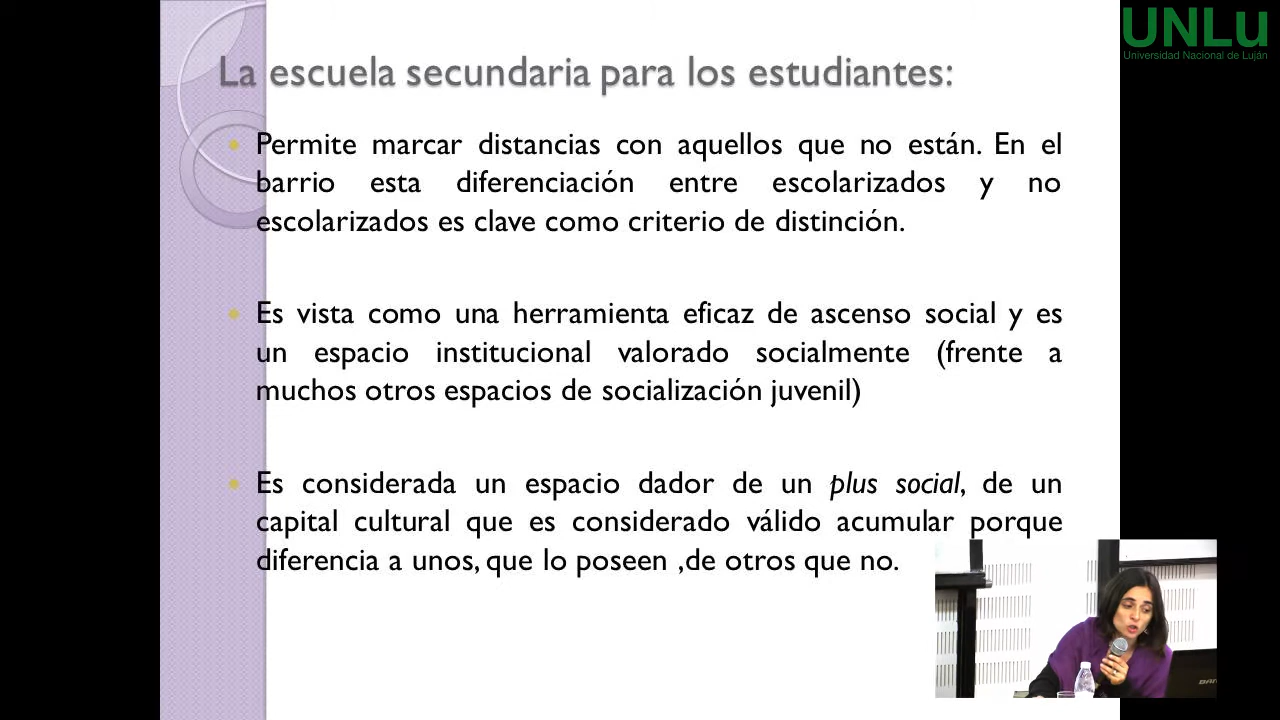 UNLu
Universidad Nacional de Luján
La escuela secundaria para los estudiantes:
Permite marcar distancias con aquellos que no están. En el
barrio esta diferenciación entre escolarizados y no
escolarizados es clave como criterio de distinción.
Es vista como una herramienta eficaz de ascenso social y es
un espacio institucional valorado socialmente (frente a
muchos otros espacios de socialización juvenil)
Es considerada un espacio dador de un plus social, de un
capital cultural que es considerado válido acumular porque
diferencia a unos, que lo poseen ,de otros que no.